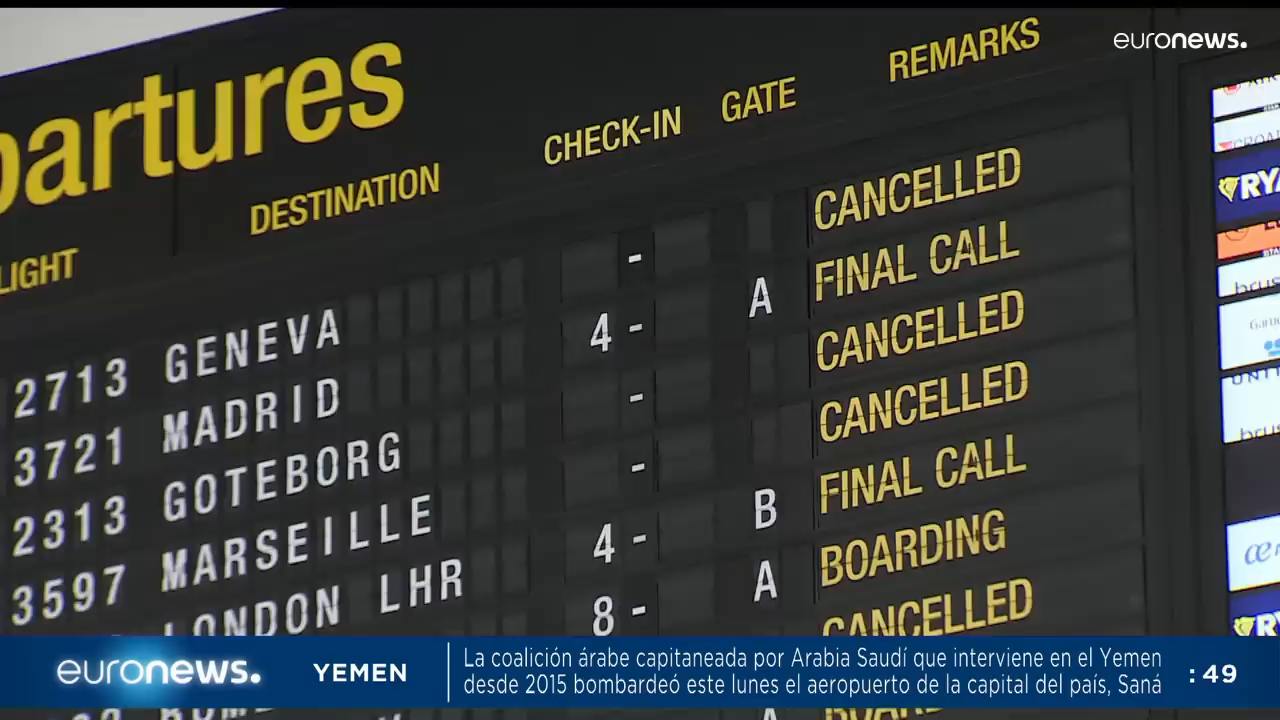 euronews.
partures
LIGHT DESTINATION CHECK-IN GATE REMARKS
2713 GENEVA - CANCELLED
3721 MADRID 4 - A FINAL CALL
2313 GOTEBORG - CANCELLED
3597 MARSEILLE - CANCELLED
LONDON LHR 4 - B FINAL CALL
8 - A BOARDING
CANCELLED
RY
euronews.
YEMEN
La coalición árabe capitaneada por Arabia Saudí que interviene en el Yemen
desde 2015 bombardeó este lunes el aeropuerto de la capital del país, Saná
:49